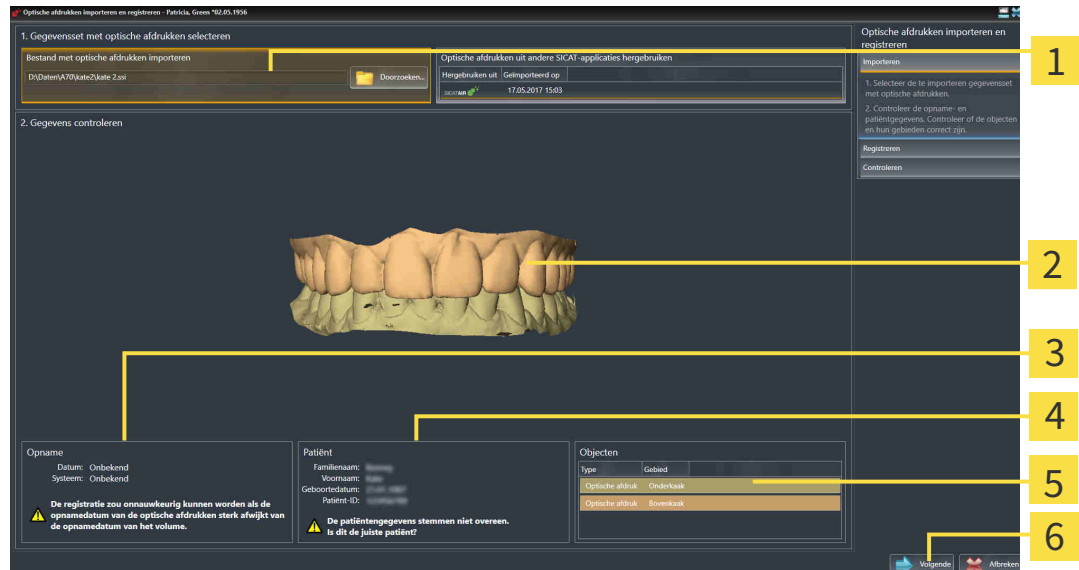 Optische afdrukken importeren en registreren - Patricia, Green *02.05.1956
1. Gegevensset met optische afdrukken selecteren
Bestand met optische afdrukken importeren
D:\Daten\A70\kate2\kate 2.ssi
Doorzoeken...
Optische afdrukken uit andere SICAT-applicaties hergebruiken
Hergebruiken uit Geïmporteerd op
SICAT AIR 17.05.2017 15:03
2. Gegevens controleren
Opname
Datum: Onbekend
Systeem: Onbekend
De registratie zou onnauwkeurig kunnen worden als de
opnamedatum van de optische afdrukken sterk afwijkt van
de opnamedatum van het volume.
Patiënt
Familienaam:
Voornaam:
Geboortedatum:
Patiënt-ID:
De patiëntengegevens stemmen niet overeen.
Is dit de juiste patiënt?
Objecten
Type Gebied
Optische afdruk Onderkaak
Optische afdruk Bovenkaak
Optische afdrukken importeren en
registreren
Importeren
1. Selecteer de te importeren gegevensset
met optische afdrukken.
2. Controleer de opname- en
patiëntgegevens. Controleer of de objecten
en hun gebieden correct zijn.
Registreren
Controleren
Volgende
Afbreken
1
2
3
4
5
6